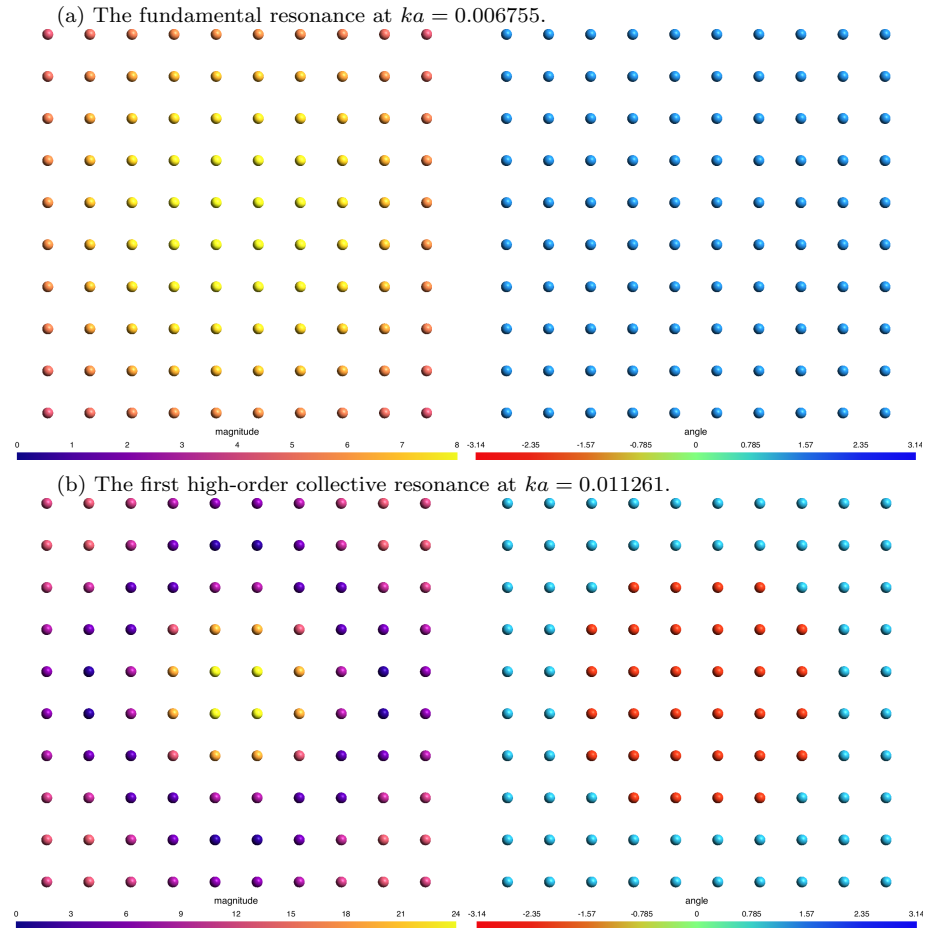 (a) The fundamental resonance at ka = 0.006755.
magnitude
0 1 2 3 4 5 6 7 8
angle
-3.14 -2.35 -1.57 -0.785 0 0.785 1.57 2.35 3.14
(b) The first high-order collective resonance at ka = 0.011261.
magnitude
0 3 6 9 12 15 18 21 24
angle
-3.14 -2.35 -1.57 -0.785 0 0.785 1.57 2.35 3.14